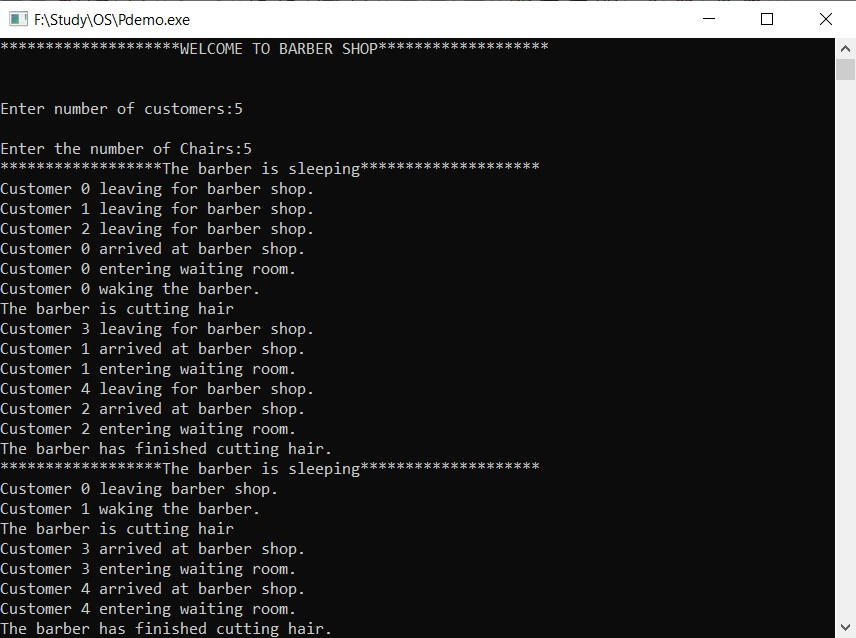 F:\Study\OS\Pdemo.exe
********************WELCOME TO BARBER SHOP*******************
Enter number of customers:5
Enter the number of Chairs:5
******************The barber is sleeping********************
Customer 0 leaving for barber shop.
Customer 1 leaving for barber shop.
Customer 2 leaving for barber shop.
Customer 0 arrived at barber shop.
Customer 0 entering waiting room.
Customer 0 waking the barber.
The barber is cutting hair
Customer 3 leaving for barber shop.
Customer 1 arrived at barber shop.
Customer 1 entering waiting room.
Customer 4 leaving for barber shop.
Customer 2 arrived at barber shop.
Customer 2 entering waiting room.
The barber has finished cutting hair.
******************The barber is sleeping********************
Customer 0 leaving barber shop.
Customer 1 waking the barber.
The barber is cutting hair
Customer 3 arrived at barber shop.
Customer 3 entering waiting room.
Customer 4 arrived at barber shop.
Customer 4 entering waiting room.
The barber has finished cutting hair.